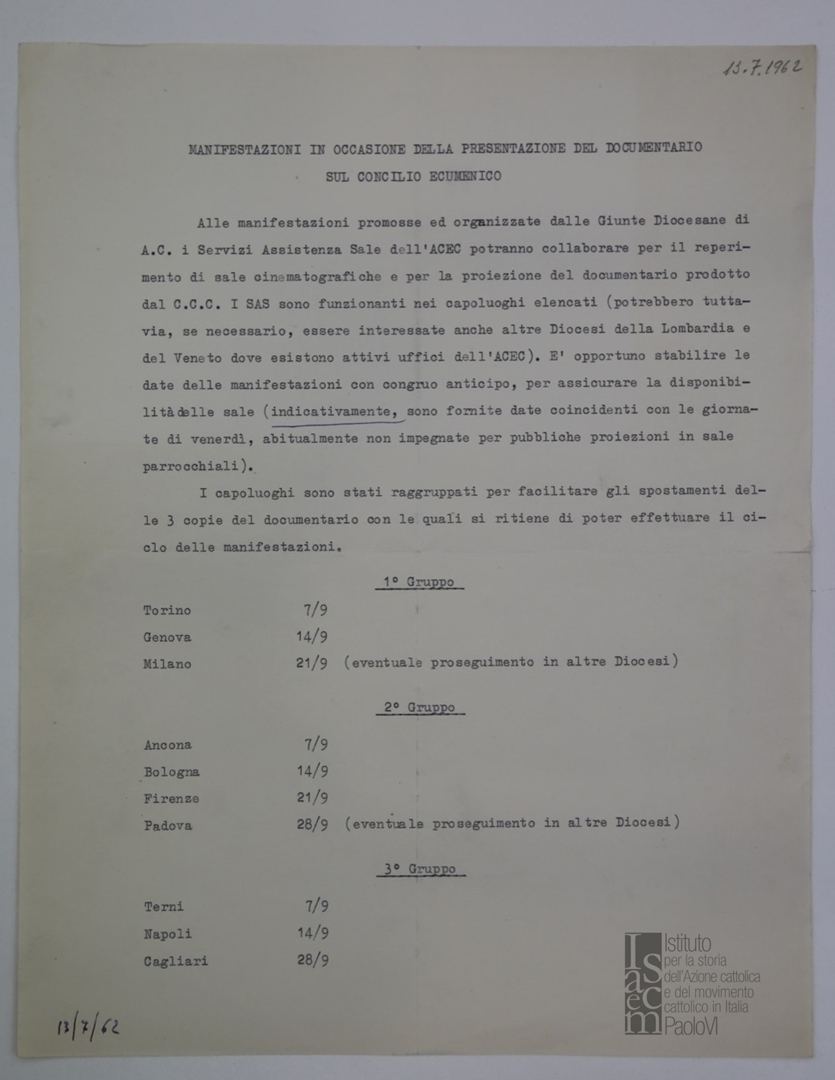 13.7.1962
MANIFESTAZIONI IN OCCASIONE DELLA PRESENTAZIONE DEL DOCUMENTARIO
SUL CONCILIO ECUMENICO
Alle manifestazioni promosse ed organizzate dalle Giunte Diocesane di
A.C. i Servizi Assistenza Sale dell'ACEC potranno collaborare per il reperi-
mento di sale cinematografiche e per la proiezione del documentario prodotto
dal C.C.C. I SAS sono funzionanti nei capoluoghi elencati (potrebbero tutta-
via, se necessario, essere interessate anche altre Diocesi della Lombardia e
del Veneto dove esistono attivi uffici dell'ACEC). E' opportuno stabilire le
date delle manifestazioni con congruo anticipo, per assicurare la disponibi-
litàdelle sale (indicativamente, sono fornite date coincidenti con le giorna-
te di venerdì, abitualmente non impegnate per pubbliche proiezioni in sale
parrocchiali).
I capoluoghi sono stati raggruppati per facilitare gli spostamenti del-
le 3 copie del documentario con le quali si ritiene di poter effettuare il ci-
clo delle manifestazioni.
1° Gruppo
Torino 7/9
Genova 14/9
Milano 21/9 (eventuale proseguimento in altre Diocesi)
2° Gruppo
Ancona 7/9
Bologna 14/9
Firenze 21/9
Padova 28/9 (eventuale proseguimento in altre Diocesi)
3° Gruppo
Terni 7/9
Napoli 14/9
Cagliari 28/9
13/7/62
Isacem
Istituto
per la storia
dell'Azione cattolica
e del movimento
cattolico in Italia
PaoloVI